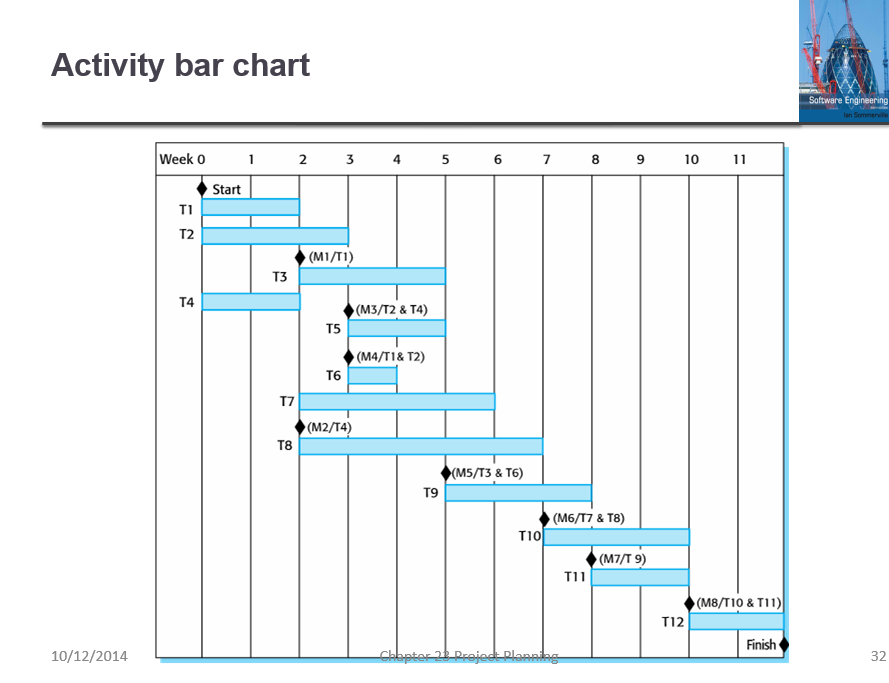 Activity bar chart
Software Engineering
Ian Sommerville
Week 0 1 2 3 4 5 6 7 8 9 10 11
Start
T1
T2
(M1/T1)
T3
T4
(M3/T2 & T4)
T5
(M4/T1& T2)
T6
T7
(M2/T4)
T8
(M5/T3 & T6)
T9
(M6/T7 & T8)
T10
(M7/T 9)
T11
(M8/T10 & T11)
T12
Finish
10/12/2014 Chapter 23 Project Planning 32